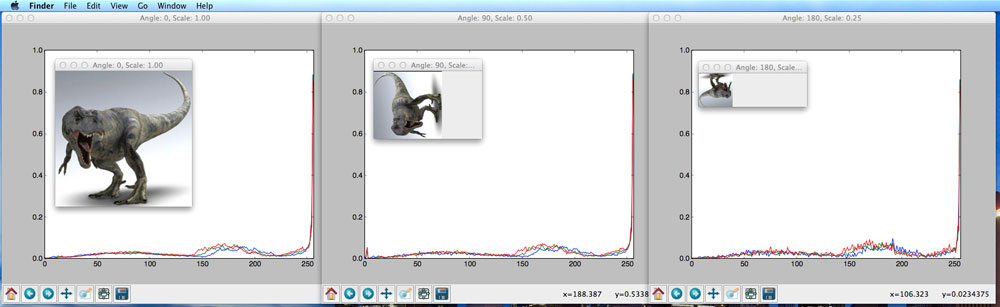 Finder File Edit View Go Window Help
Angle: 0, Scale: 1.00
Angle: 90, Scale: 0.50
Angle: 180, Scale: 0.25
1.0
0.8
0.6
0.4
0.2
0.0
0 50 100 150 200 250
Angle: 0, Scale: 1.00
1.0
0.8
0.6
0.4
0.2
0.0
0 50 100 150 200 250
Angle: 90, Scale:...
x=188.387 y=0.5338
1.0
0.8
0.6
0.4
0.2
0.0
0 50 100 150 200 250
Angle: 180, Scale...
x=106.323 y=0.0234375